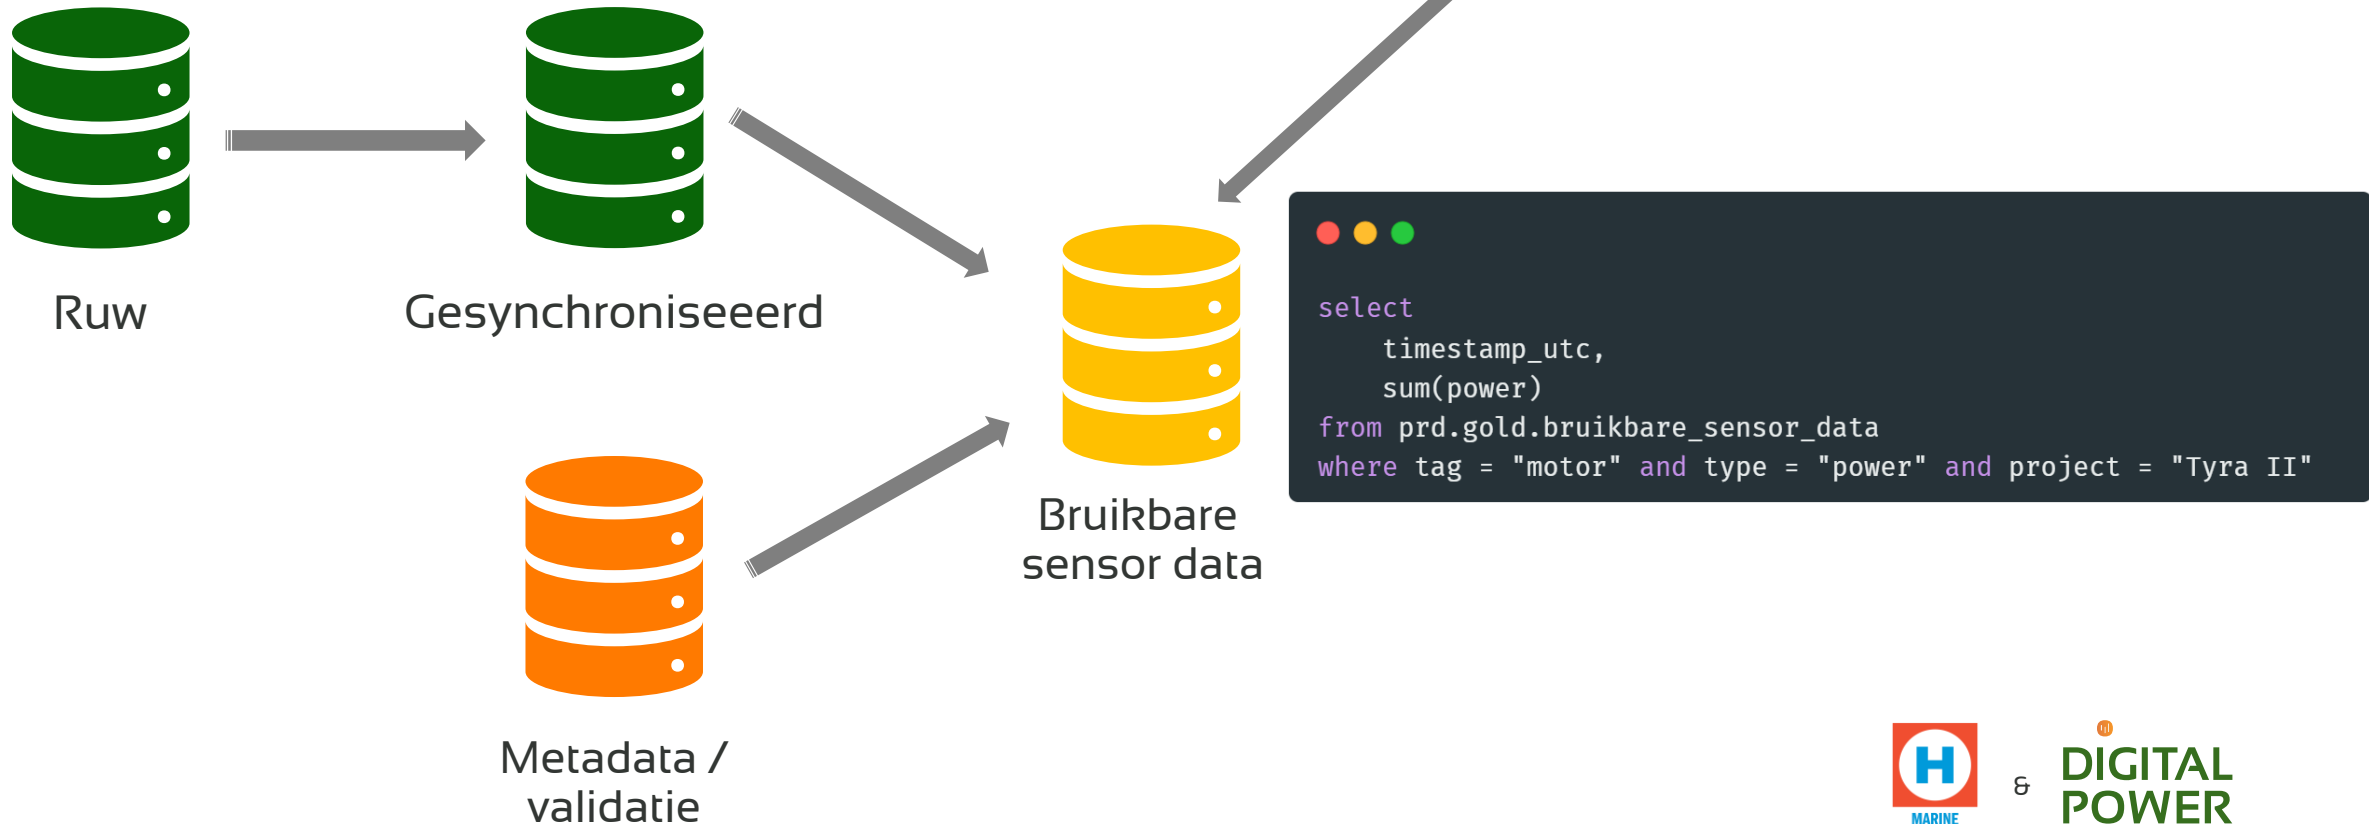 Ruw
Gesynchroniseeerd
select
timestamp_utc,
sum(power)
from prd.gold.bruikbare_sensor_data
where tag = "motor" and type = "power" and project = "Tyra II"
Bruikbare
sensor data
Metadata /
validatie
H
MARINE
&
DIGITAL
POWER